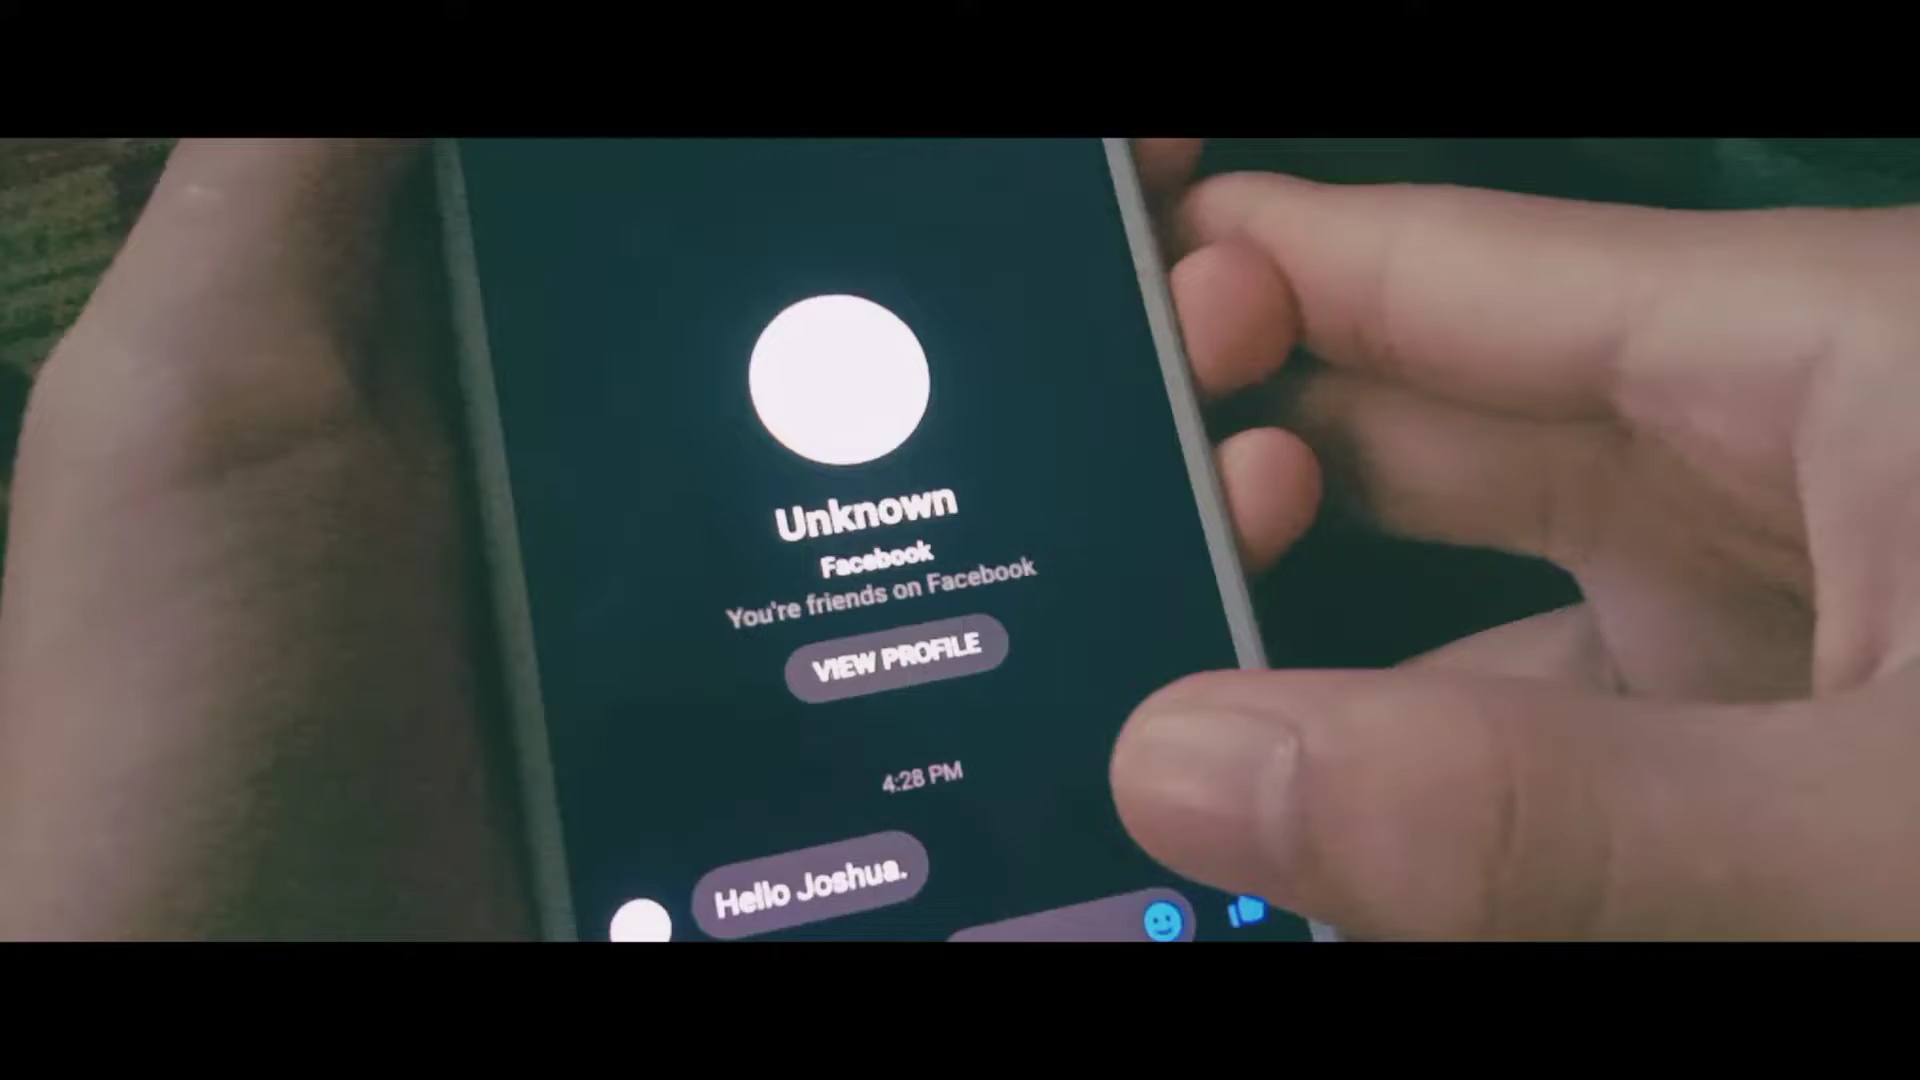 Unknown
Facebook
You're friends on Facebook
VIEW PROFILE
4:28 PM
Hello Joshua.